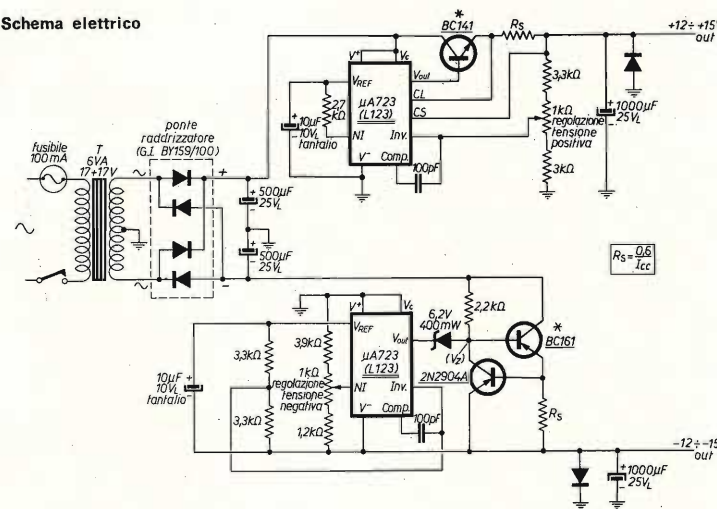 Schema elettrico
fusibile
100mA
T
6VA
17+17V
ponte
raddrizzatore
(G.I. BY159/100)
+
500µF
25VL
500µF
25VL
-
10µF
10VL
tantalio
2,7
kΩ
V+
Vc
VREF
Vout
µA723
(L123)
CL
CS
NI
Inv.
V-
Comp.
100pF
*
BC141
RS
+12÷+15V
out
3,3kΩ
1kΩ
regolazione
tensione
positiva
3kΩ
+
1000µF
25VL
RS=0,6/Icc
10µF
10VL
tantalio
3,3kΩ
3,3kΩ
3,9kΩ
1kΩ
regolazione
tensione
negativa
1,2kΩ
V+
Vc
VREF
Vout
µA723
(L123)
NI
Inv.
V-
Comp.
100pF
6,2V
400mW
(VZ)
2,2kΩ
*
BC161
2N2904A
RS
-12÷-15
out
+
1000µF
25VL